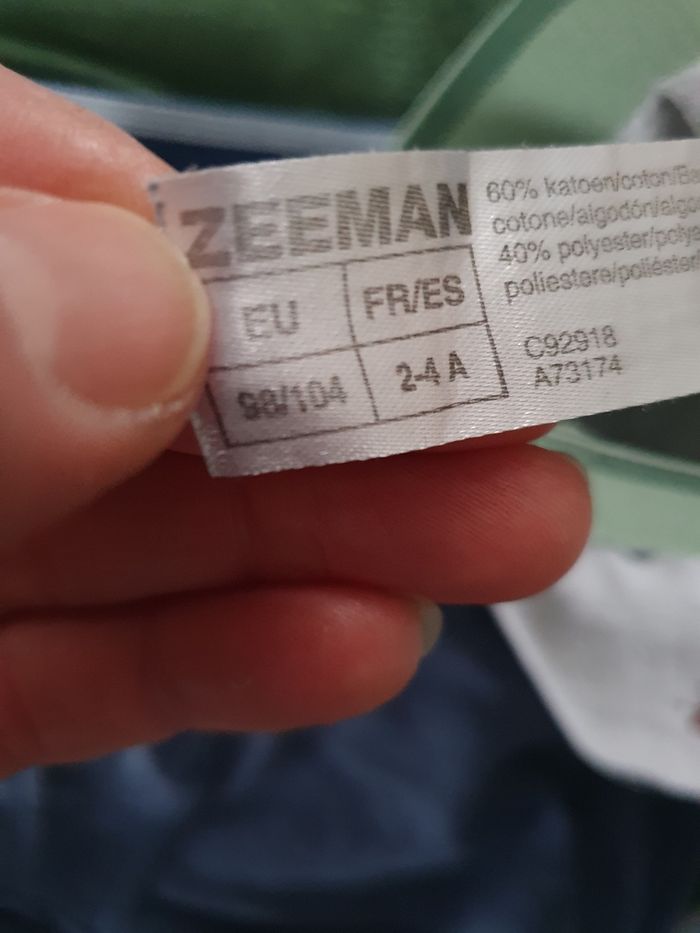 ZEEMAN
EU FR/ES
98/104 2-4 A
60% katoen/coton/
cotone/algodón/
40% polyester/
poliestere/poliéster
C92918
A73174